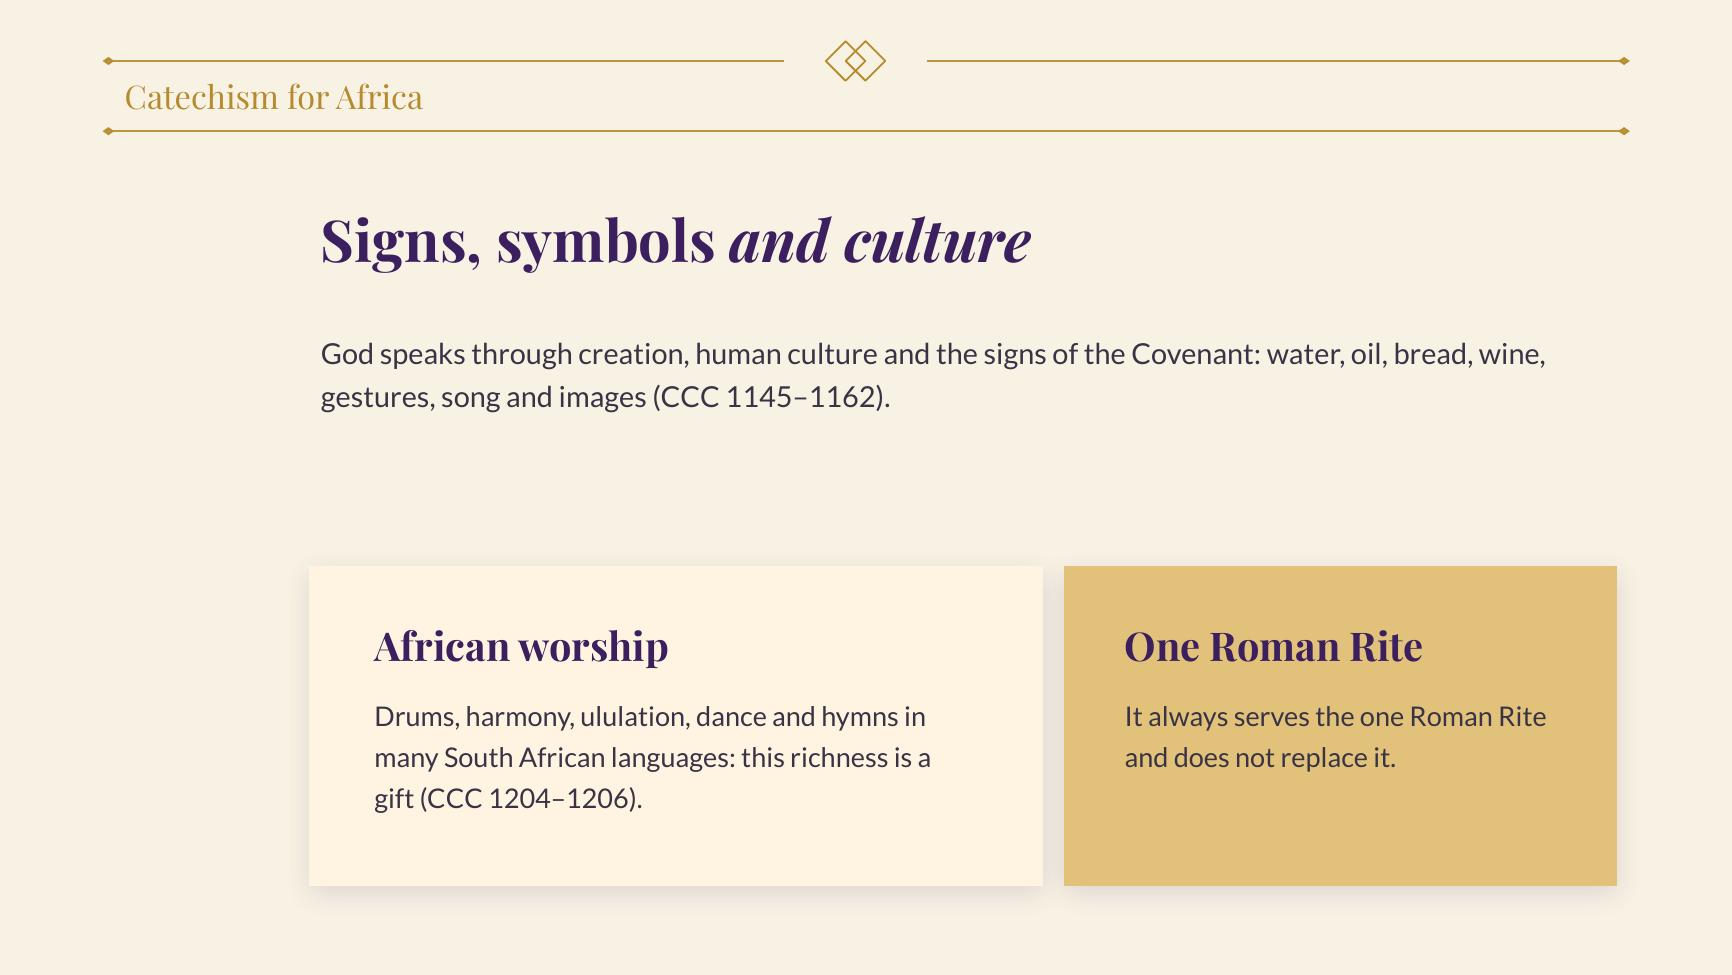 Catechism for Africa
Signs, symbols and culture
God speaks through creation, human culture and the signs of the Covenant: water, oil, bread, wine,
gestures, song and images (CCC 1145–1162).
African worship
Drums, harmony, ululation, dance and hymns in
many South African languages: this richness is a
gift (CCC 1204–1206).
One Roman Rite
It always serves the one Roman Rite
and does not replace it.